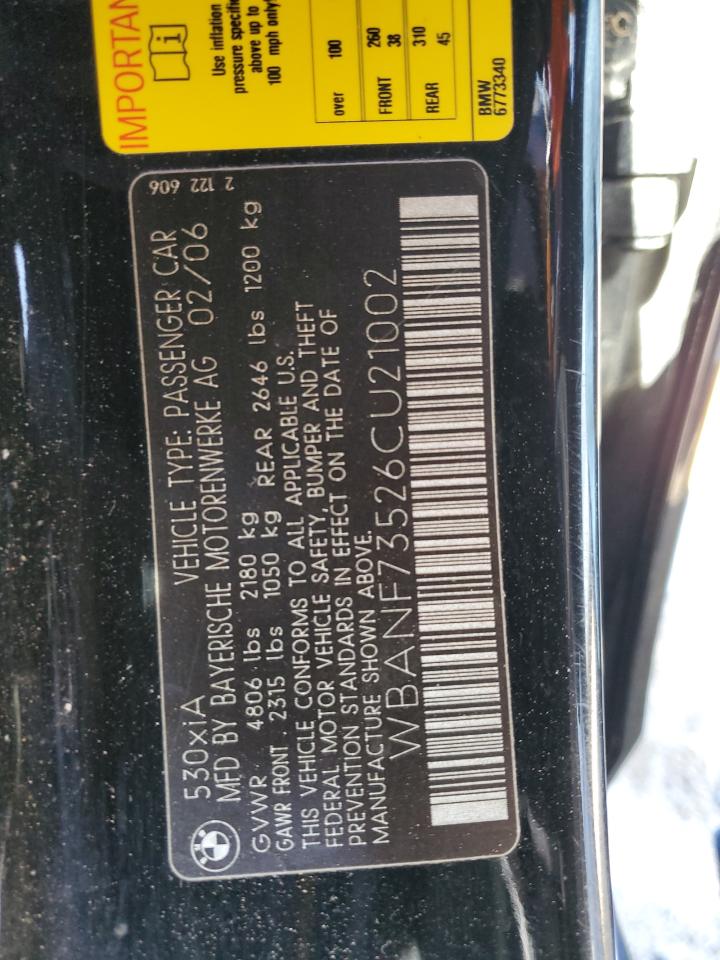 530xiA VEHICLE TYPE: PASSENGER CAR
MFD BY BAYERISCHE MOTORENWERKE AG 02/06
GVWR 4806 lbs 2180 kg
GAWR FRONT 2315 lbs 1050 kg REAR 2646 lbs 1200 kg
THIS VEHICLE CONFORMS TO ALL APPLICABLE U.S.
FEDERAL MOTOR VEHICLE SAFETY, BUMPER AND THEFT
PREVENTION STANDARDS IN EFFECT ON THE DATE OF
MANUFACTURE SHOWN ABOVE.
WBANF73526CU21002
2 122 606
IMPORTAN
Use inflation
pressure specifie
above up to
100 mph only!
over 100
FRONT 260
38
REAR 310
45
BMW
6773340